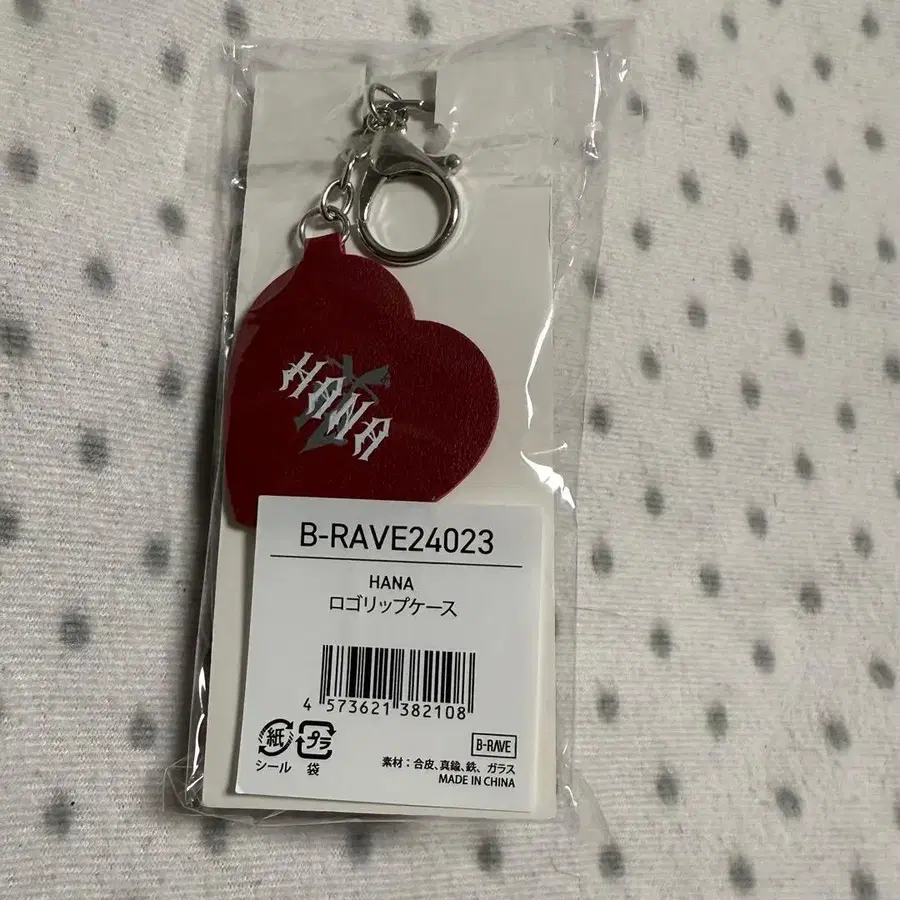 HANA
B-RAVE24023
HANA
ロゴリップケース
4 573621 382108
紙 プラ
シール 袋
B-RAVE
素材：合皮、真鍮、鉄、ガラス
MADE IN CHINA